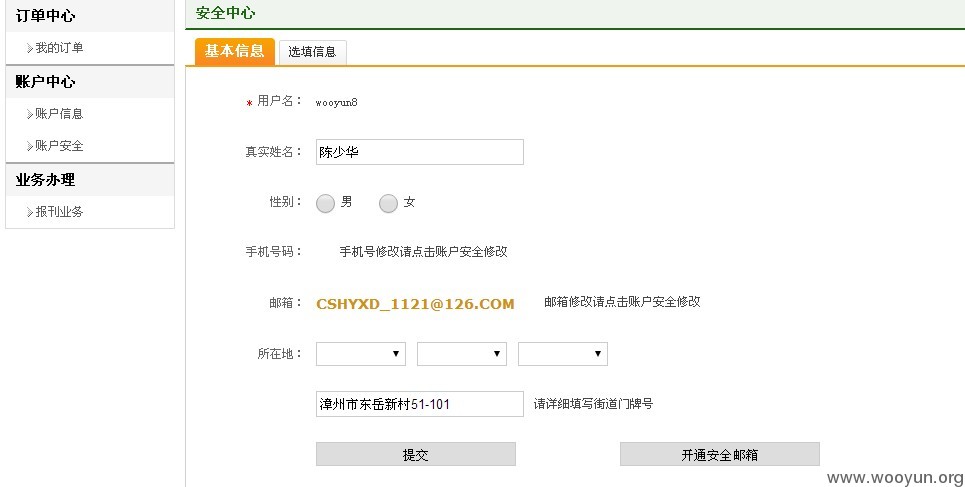 订单中心
我的订单
账户中心
账户信息
账户安全
业务办理
报刊业务
安全中心
基本信息 选填信息
* 用户名： wooyun8
真实姓名： 陈少华
性别： 男 女
手机号码： 手机号修改请点击账户安全修改
邮箱： CSHYXD_1121@126.COM 邮箱修改请点击账户安全修改
所在地：
漳州市东岳新村51-101 请详细填写街道门牌号
提交 开通安全邮箱
www.wooyun.org